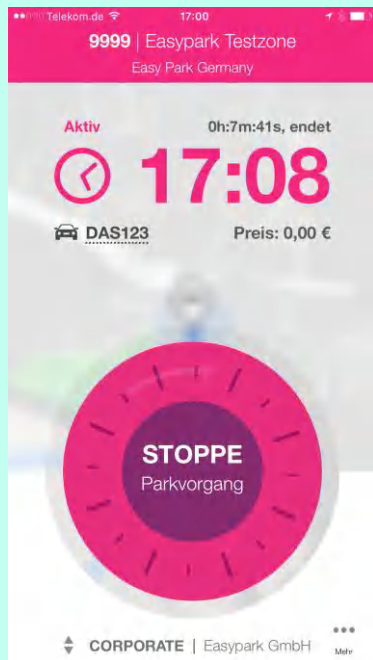 Telekom.de 17:00
9999 | Easypark Testzone
Easy Park Germany
Aktiv 0h:7m:41s, endet
17:08
DAS123 Preis: 0,00 €
STOPPE
Parkvorgang
CORPORATE | Easypark GmbH
Mehr